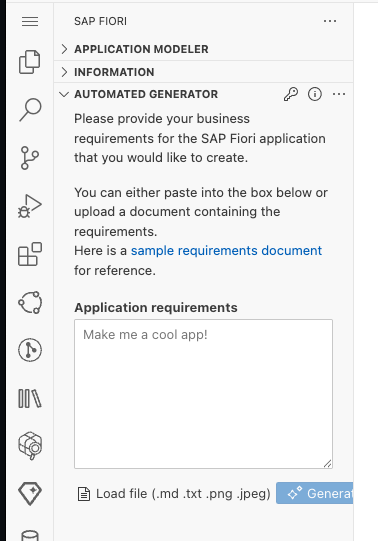 SAP FIORI
APPLICATION MODELER
INFORMATION
AUTOMATED GENERATOR
Please provide your business
requirements for the SAP Fiori application
that you would like to create.
You can either paste into the box below or
upload a document containing the
requirements.
Here is a sample requirements document
for reference.
Application requirements
Make me a cool app!
Load file (.md .txt .png .jpeg)
Generat